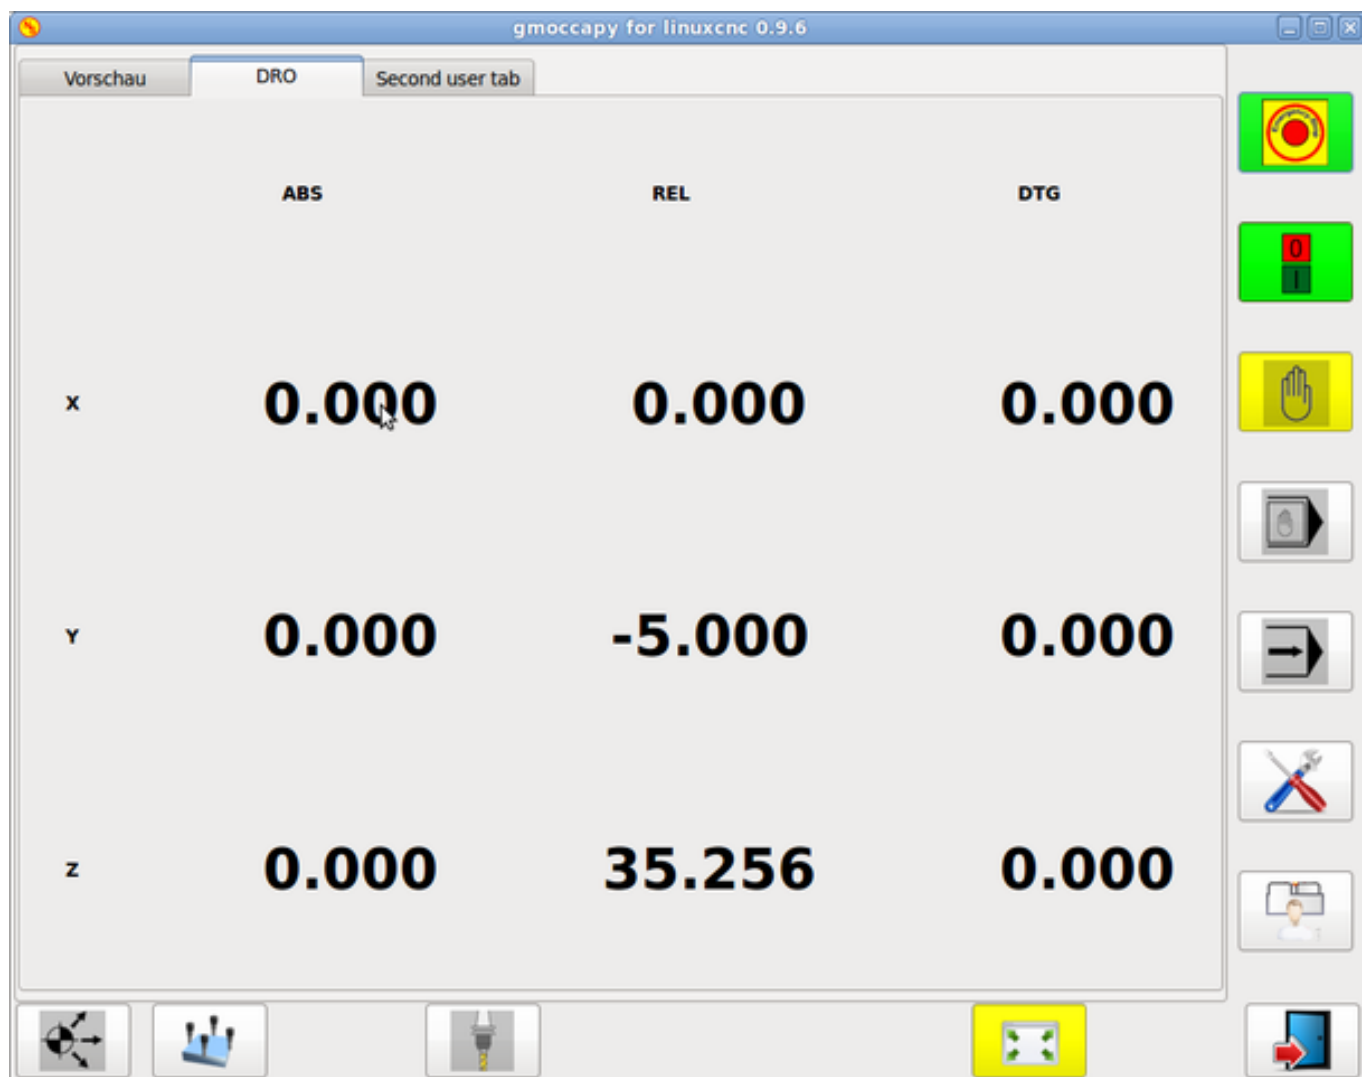 gmoccapy for linuxcnc 0.9.6
Vorschau DRO Second user tab
ABS REL DTG
0
I
X 0.000 0.000 0.000
Y 0.000 -5.000 0.000
Z 0.000 35.256 0.000